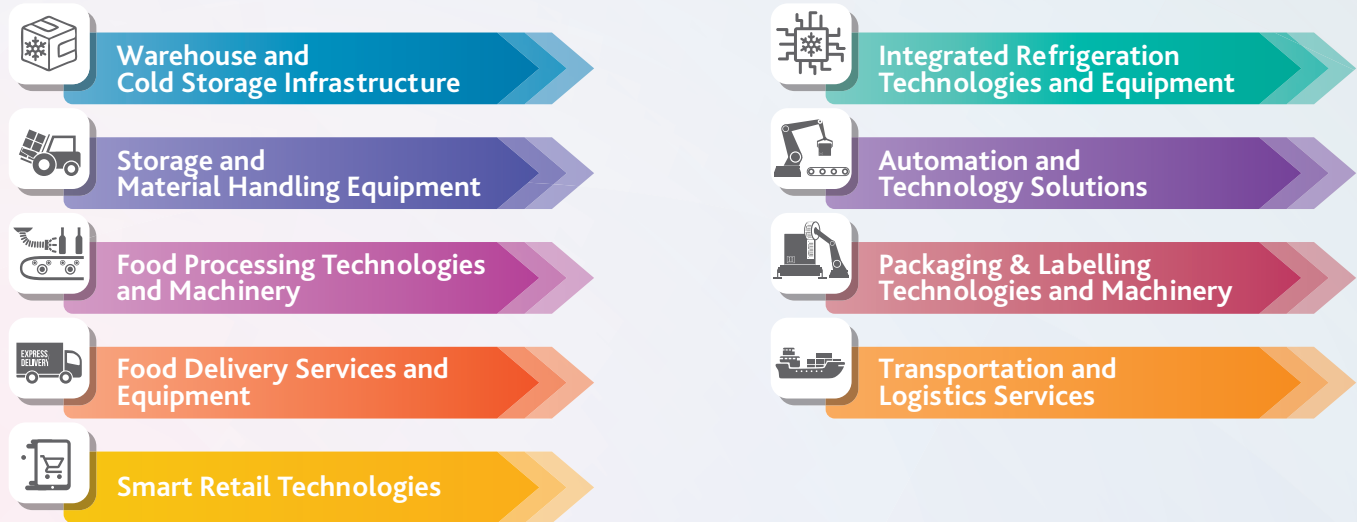 Warehouse and
Cold Storage Infrastructure
Storage and
Material Handling Equipment
Food Processing Technologies
and Machinery
EXPRESS
DELIVERY
Food Delivery Services and
Equipment
Smart Retail Technologies
Integrated Refrigeration
Technologies and Equipment
Automation and
Technology Solutions
Packaging & Labelling
Technologies and Machinery
Transportation and
Logistics Services